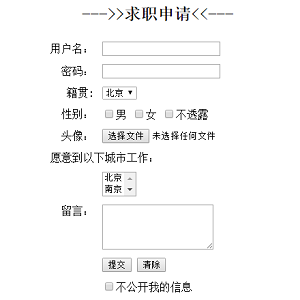 --->>求职申请<<---
用户名：
密码：
籍贯: 北京
性别： 男 女 不透露
头像： 选择文件 未选择任何文件
愿意到以下城市工作：
北京
南京
留言：
提交 清除
不公开我的信息